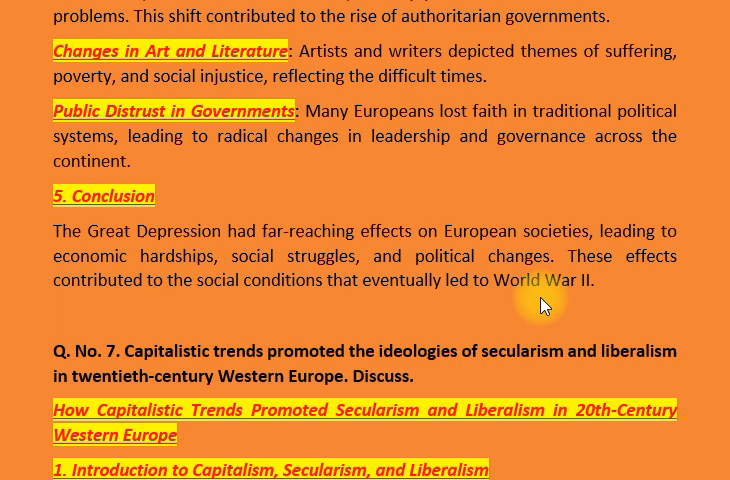 problems. This shift contributed to the rise of authoritarian governments.
Changes in Art and Literature: Artists and writers depicted themes of suffering,
poverty, and social injustice, reflecting the difficult times.
Public Distrust in Governments: Many Europeans lost faith in traditional political
systems, leading to radical changes in leadership and governance across the
continent.
5. Conclusion
The Great Depression had far-reaching effects on European societies, leading to
economic hardships, social struggles, and political changes. These effects
contributed to the social conditions that eventually led to World War II.
Q. No. 7. Capitalistic trends promoted the ideologies of secularism and liberalism
in twentieth-century Western Europe. Discuss.
How Capitalistic Trends Promoted Secularism and Liberalism in 20th-Century
Western Europe
1. Introduction to Capitalism, Secularism, and Liberalism